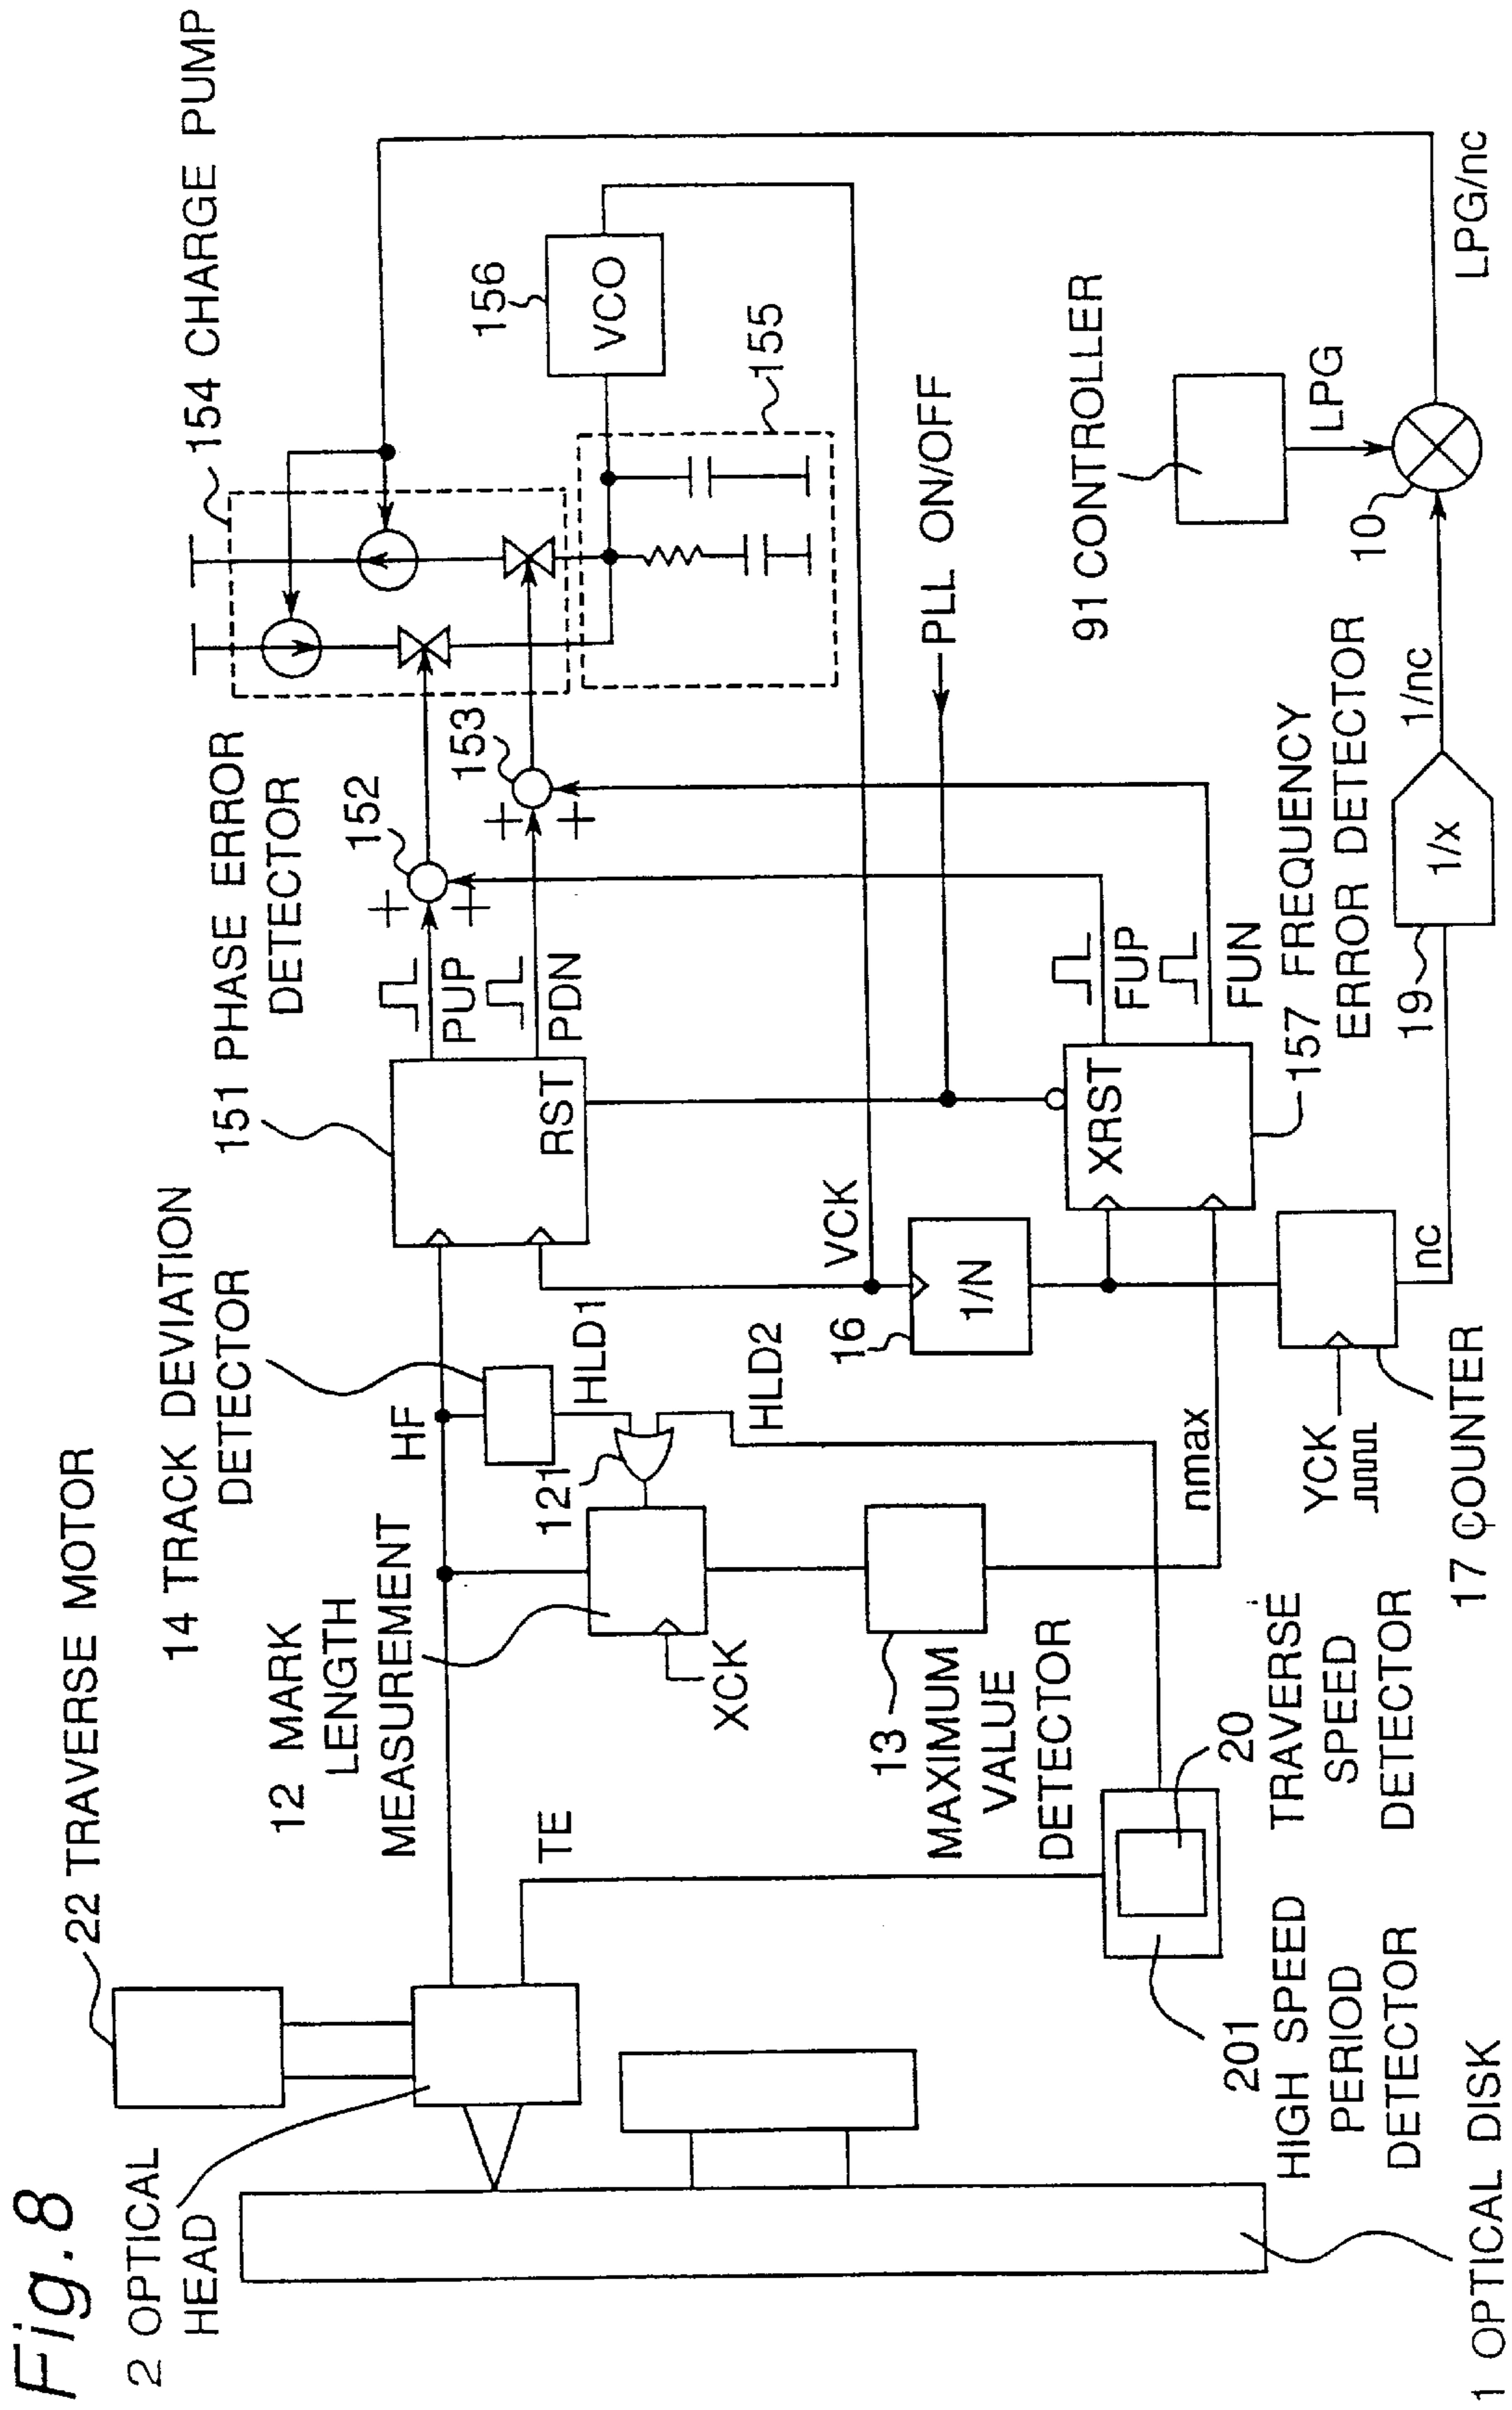 Fig. 8
22 TRAVERSE MOTOR
2 OPTICAL
HEAD
14 TRACK DEVIATION
DETECTOR
151 PHASE ERROR
DETECTOR
154 CHARGE PUMP
12 MARK
LENGTH
MEASUREMENT
HF
PUP
PDN
RST
152
+
+
153
+
+
156
VCO
155
TE
121
HLD1
HLD2
VCK
XCK
13
MAXIMUM
VALUE
DETECTOR
16
1/N
PLL ON/OFF
XRST
FUP
FUN
157 FREQUENCY
ERROR DETECTOR
91 CONTROLLER
LPG
nmax
20
TRAVERSE
SPEED
DETECTOR
201
HIGH SPEED
PERIOD
DETECTOR
YCK
17 COUNTER
nc
19
1/x
1/nc
10
LPG/nc
1 OPTICAL DISK